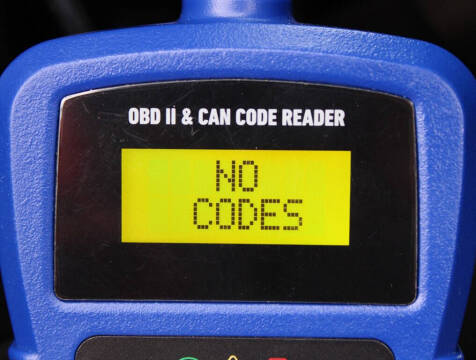 OBD II & CAN CODE READER
NO
CODES